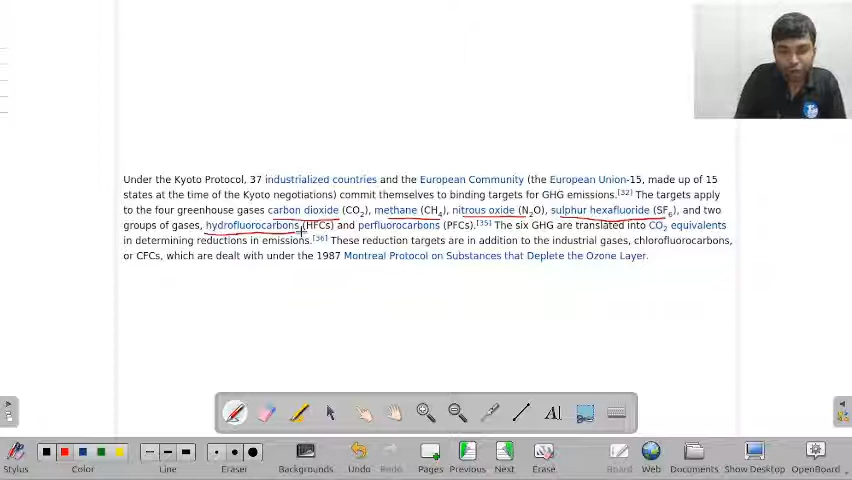 Under the Kyoto Protocol, 37 industrialized countries and the European Community (the European Union-15, made up of 15
states at the time of the Kyoto negotiations) commit themselves to binding targets for GHG emissions.[32] The targets apply
to the four greenhouse gases carbon dioxide (CO2), methane (CH4), nitrous oxide (N2O), sulphur hexafluoride (SF6), and two
groups of gases, hydrofluorocarbons (HFCs) and perfluorocarbons (PFCs).[35] The six GHG are translated into CO2 equivalents
in determining reductions in emissions.[36] These reduction targets are in addition to the industrial gases, chlorofluorocarbons,
or CFCs, which are dealt with under the 1987 Montreal Protocol on Substances that Deplete the Ozone Layer.
Stylus Color Line Eraser Backgrounds Undo Redo Pages Previous Next Erase Board Web Documents Show Desktop OpenBoard